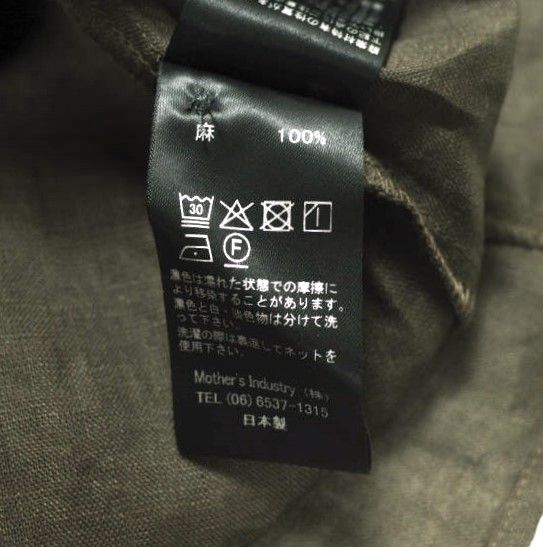 麻 100%
30
F
濃色は濡れた状態での摩擦に
より移染することがあります。
濃色と白・淡色物は分けて洗
って下さい。
洗濯の際は裏返してネットを
使用下さい。
Mother's Industry (株)
TEL (06) 6537-1315
日本製